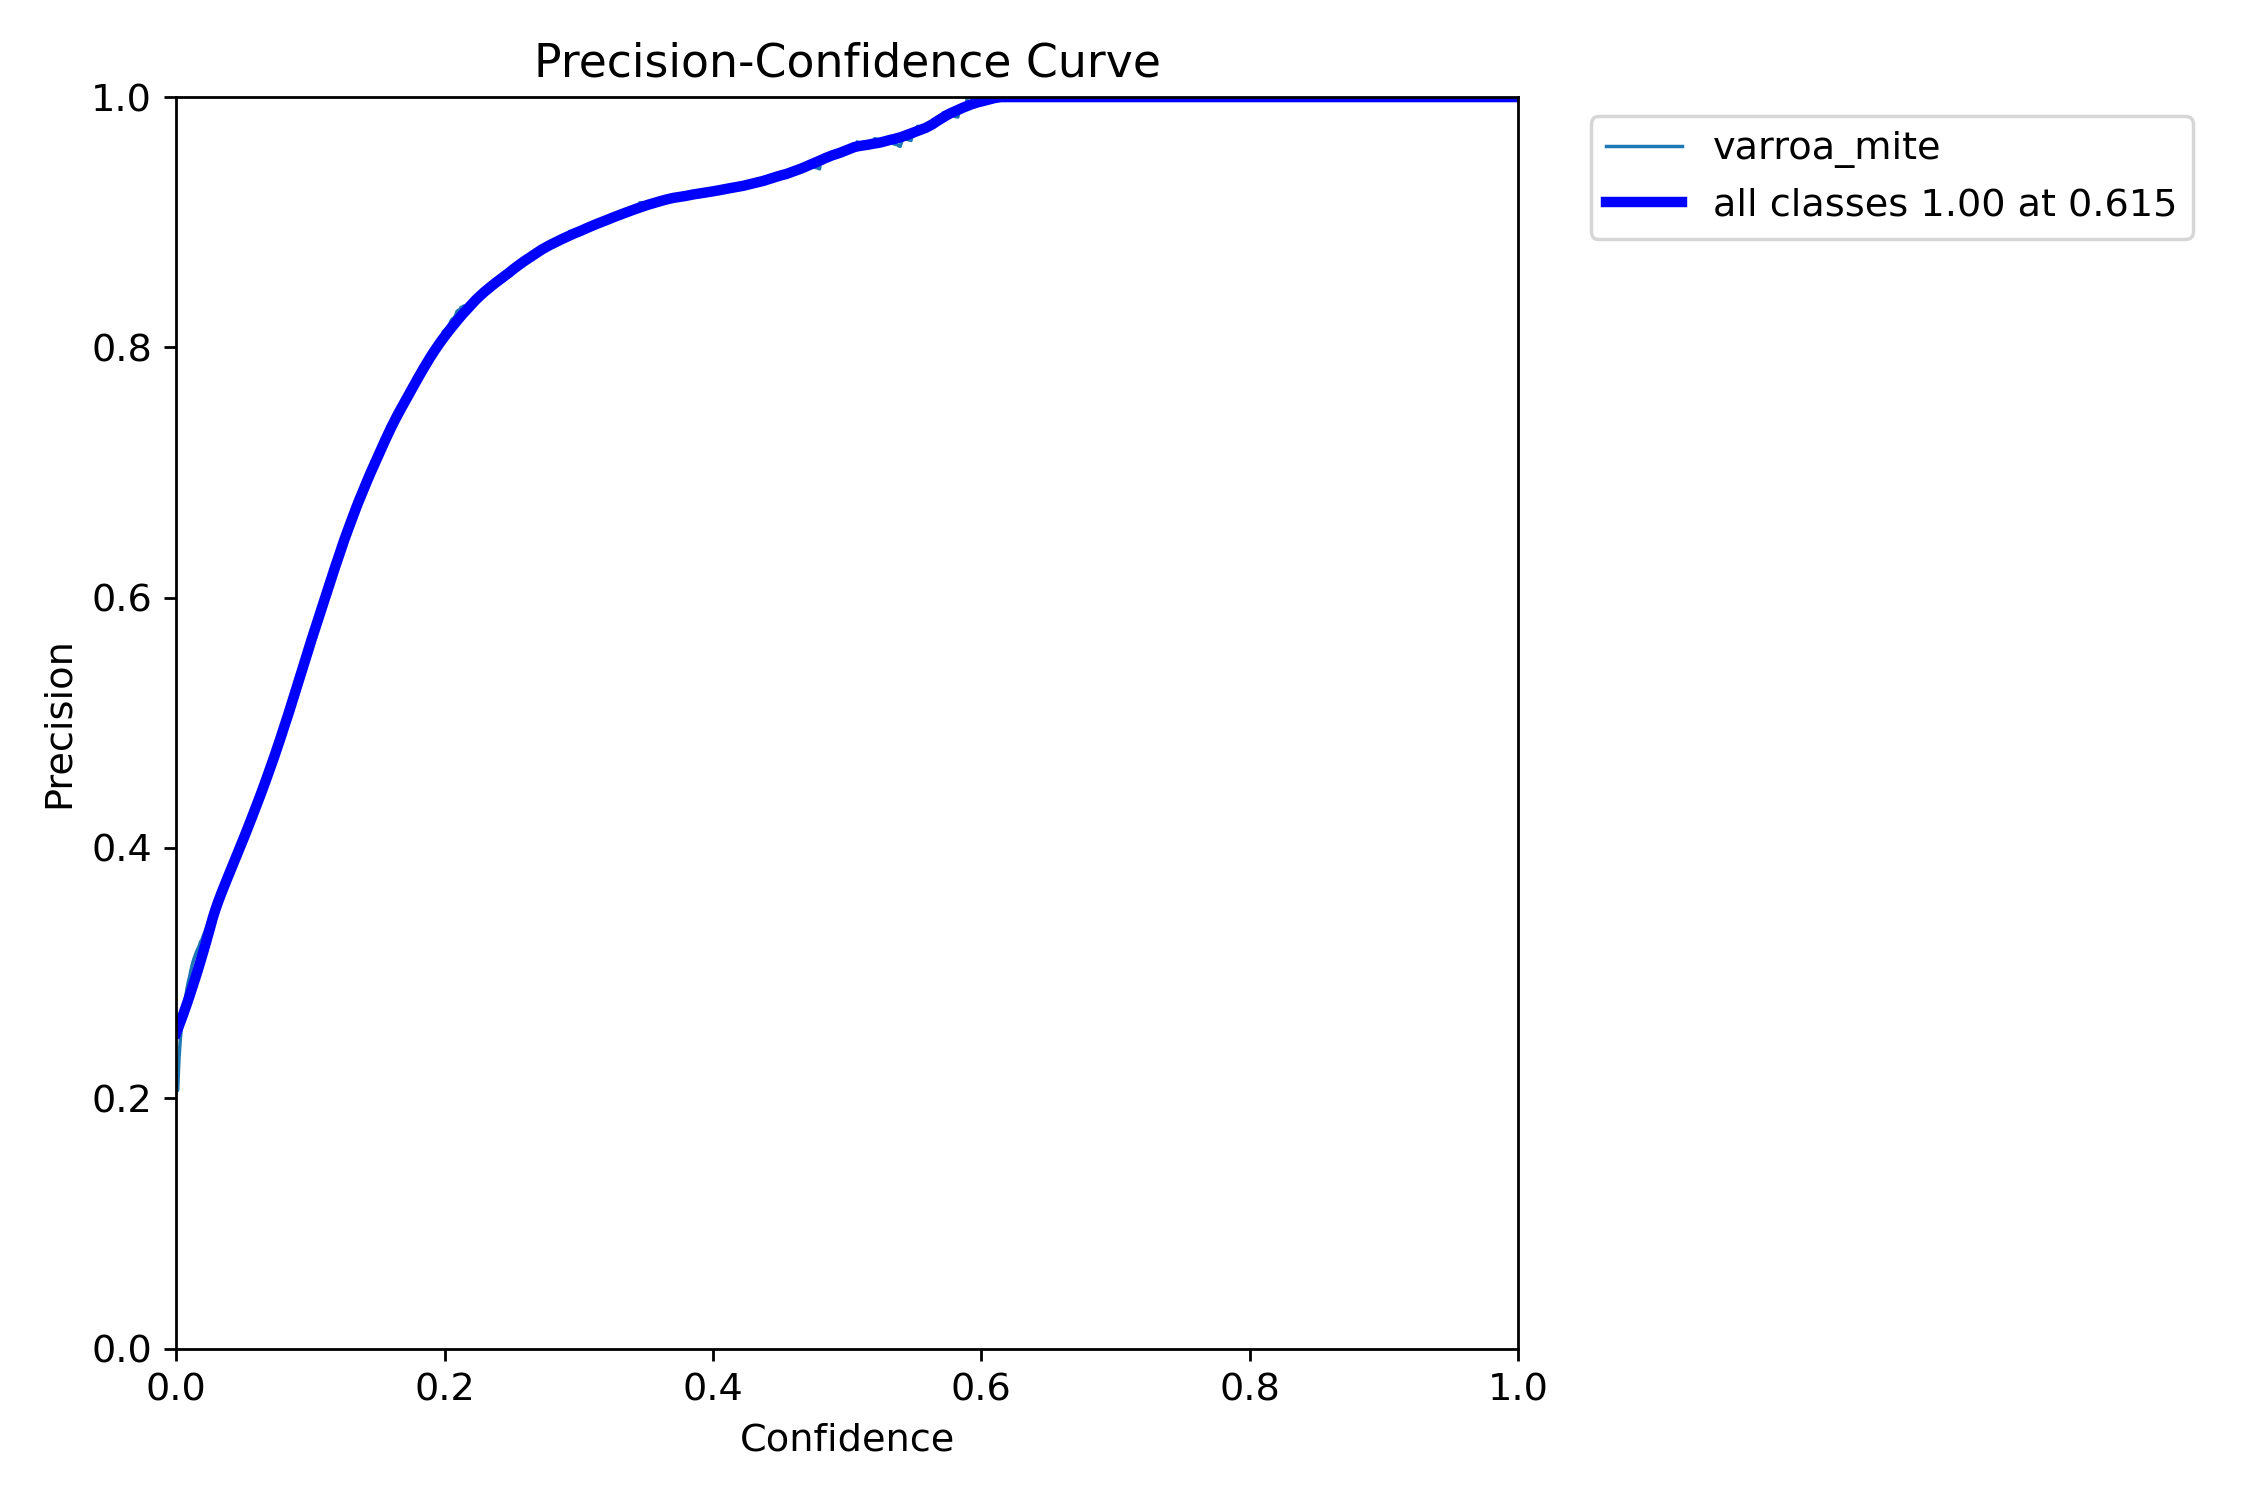 Precision-Confidence Curve
1.0
0.8
0.6
0.4
0.2
0.0
Precision
0.0 0.2 0.4 0.6 0.8 1.0
Confidence
varroa_mite
all classes 1.00 at 0.615